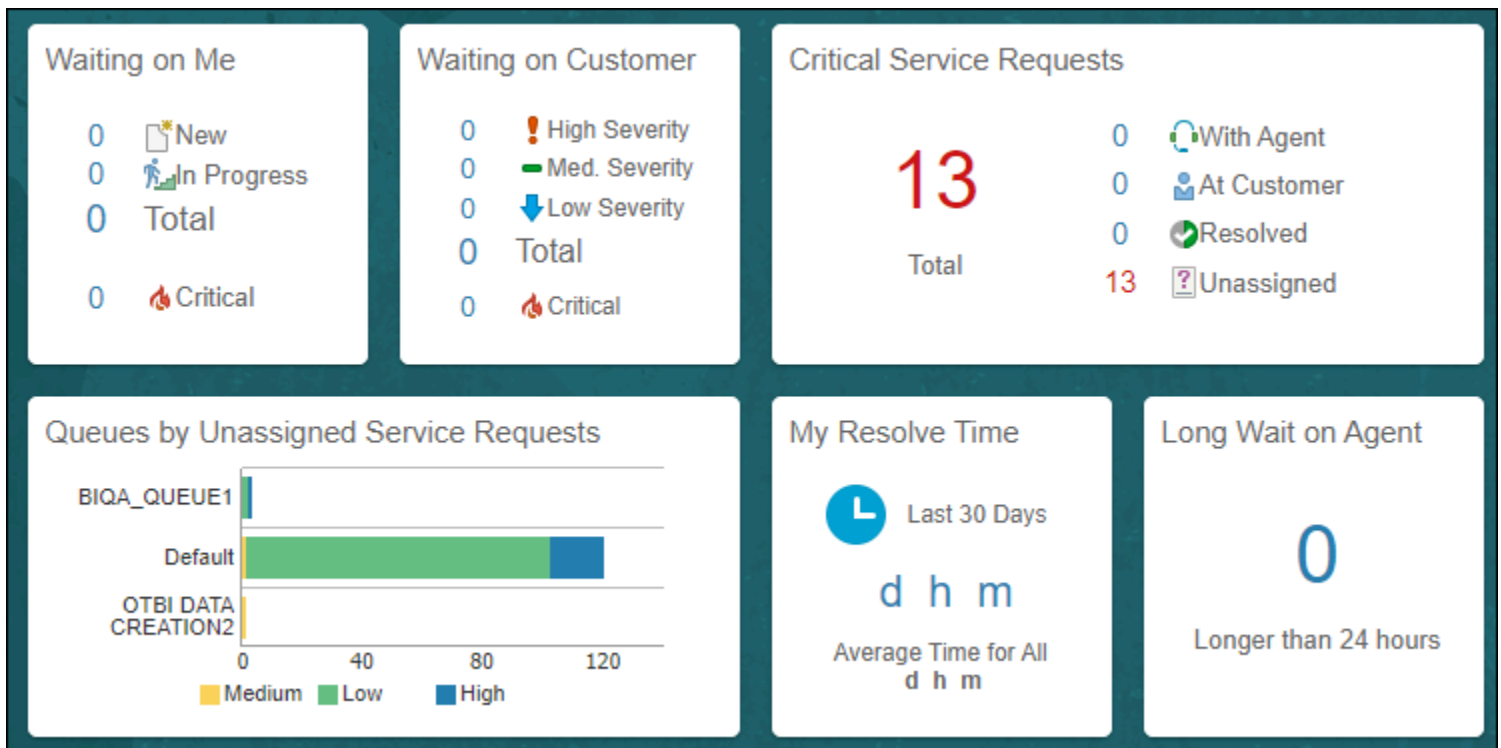 Waiting on Me
0 New
0 In Progress
0 Total
0 Critical
Waiting on Customer
0 High Severity
0 Med. Severity
0 Low Severity
0 Total
0 Critical
Critical Service Requests
13
Total
0 With Agent
0 At Customer
0 Resolved
13 ? Unassigned
Queues by Unassigned Service Requests
BIQA_QUEUE1
Default
OTBI DATA
CREATION2
0 40 80 120
Medium Low High
My Resolve Time
Last 30 Days
d h m
Average Time for All
d h m
Long Wait on Agent
0
Longer than 24 hours